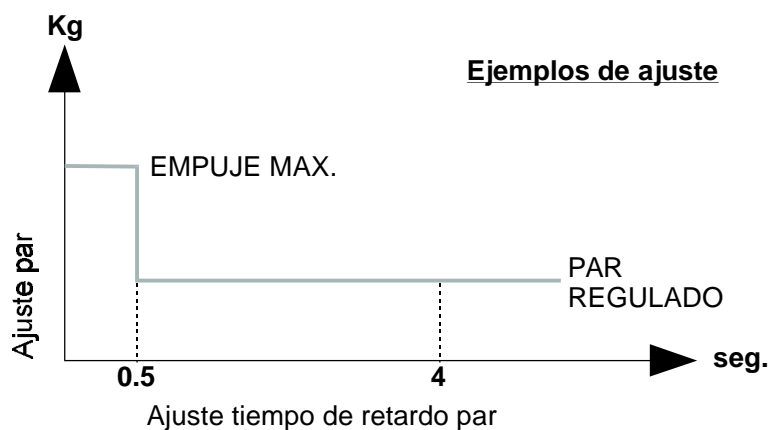 Kg
Ejemplos de ajuste
EMPUJE MAX.
Ajuste par
PAR
REGULADO
seg.
0.5
4
Ajuste tiempo de retardo par